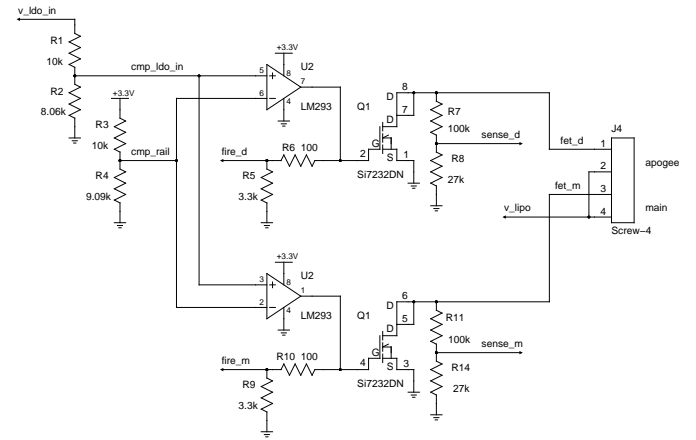 v_ldo_in
R1
10k
cmp_ldo_in
R2
8.06k
+3.3V
R3
10k
cmp_rail
R4
9.09k
+3.3V
U2
5
8
7
6
4
LM293
fire_d
R6 100
R5
3.3k
Q1
8
D
7
D
2
G
S
1
Si7232DN
R7
100k
sense_d
R8
27k
J4
fet_d
1
2
apogee
fet_m
3
v_lipo
4
main
Screw-4
+3.3V
U2
3
8
1
2
4
LM293
fire_m
R10 100
R9
3.3k
Q1
6
D
5
D
4
G
S
3
Si7232DN
R11
100k
sense_m
R14
27k